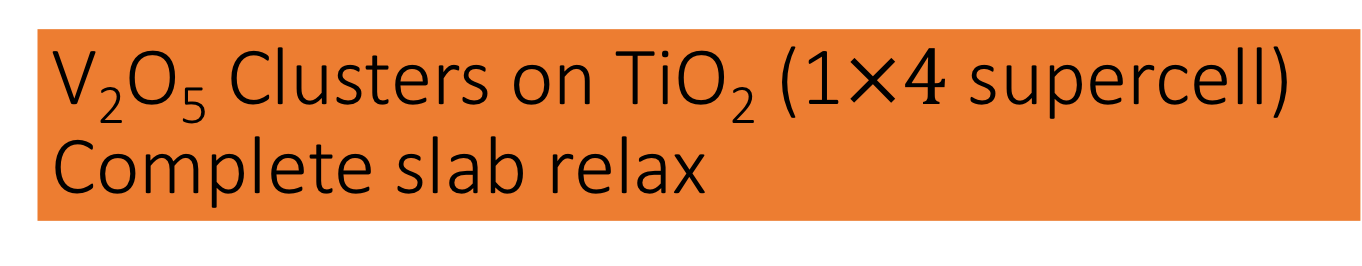 V₂O₅ Clusters on TiO₂ (1×4 supercell)
Complete slab relax